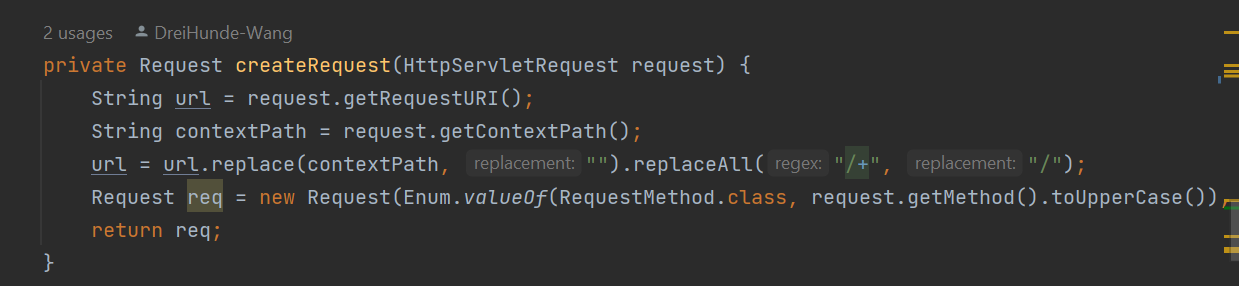 2 usages DreiHunde-Wang
private Request createRequest(HttpServletRequest request) {
String url = request.getRequestURI();
String contextPath = request.getContextPath();
url = url.replace(contextPath, replacement: "").replaceAll(regex: "/+", replacement: "/");
Request req = new Request(Enum.valueOf(RequestMethod.class, request.getMethod().toUpperCase()),
return req;
}